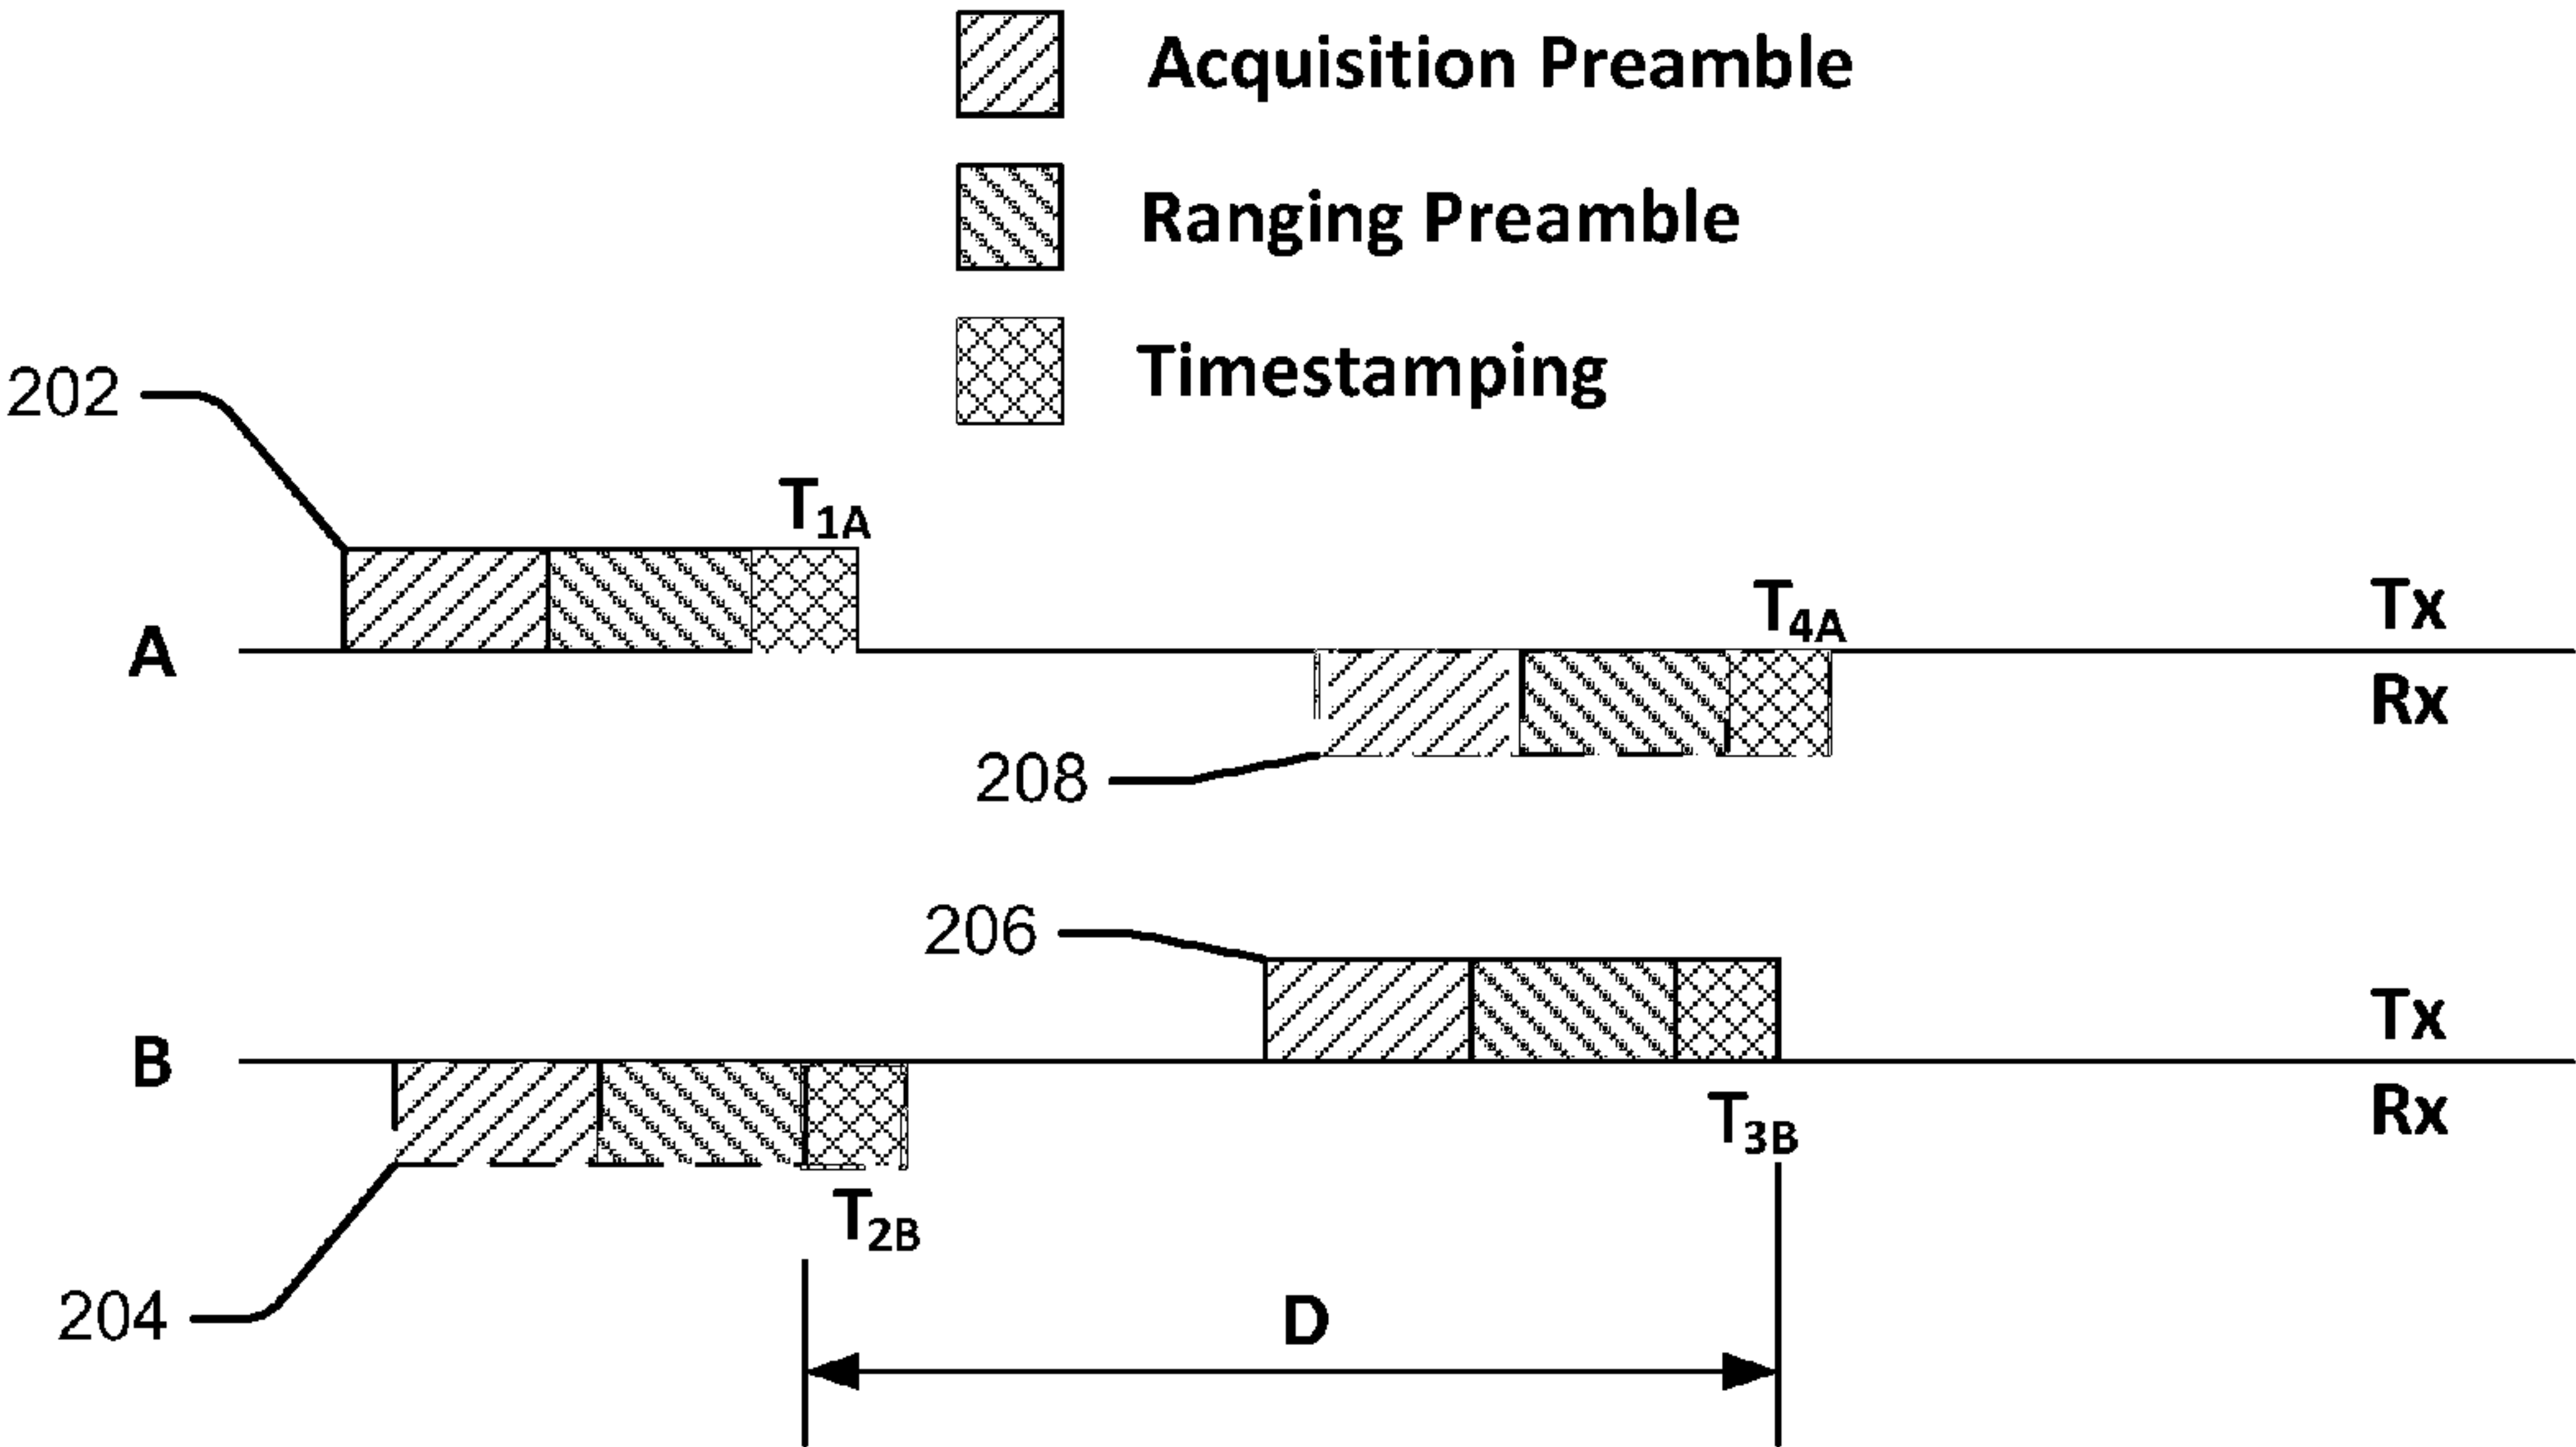 Acquisition Preamble
Ranging Preamble
Timestamping
202
T1A
T4A
Tx
A
Rx
208
206
Tx
B
T3B
Rx
T2B
204
D